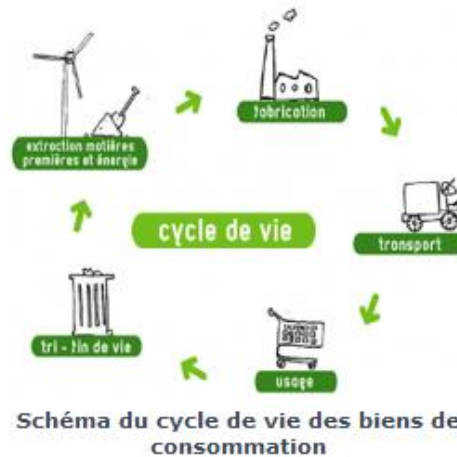 extraction matières
premières et énergie
fabrication
transport
usage
tri - fin de vie
cycle de vie
Schéma du cycle de vie des biens de
consommation